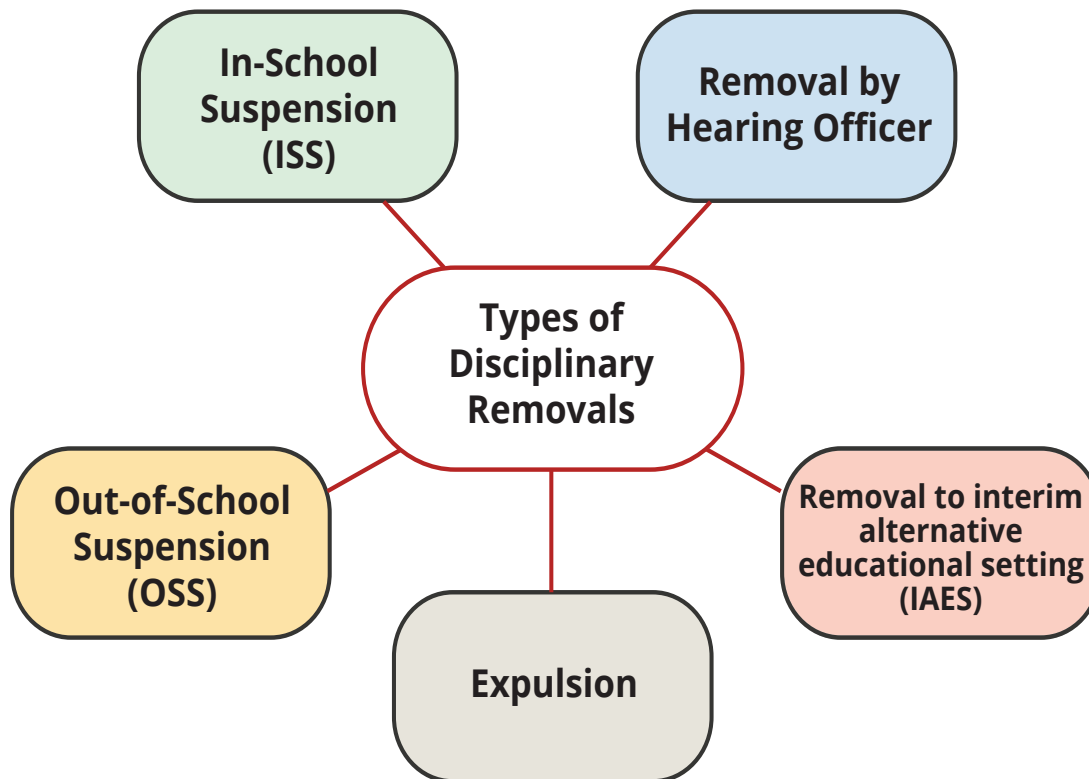 In-School
Suspension
(ISS)
Removal by
Hearing Officer
Types of
Disciplinary
Removals
Out-of-School
Suspension
(OSS)
Removal to interim
alternative
educational setting
(IAES)
Expulsion